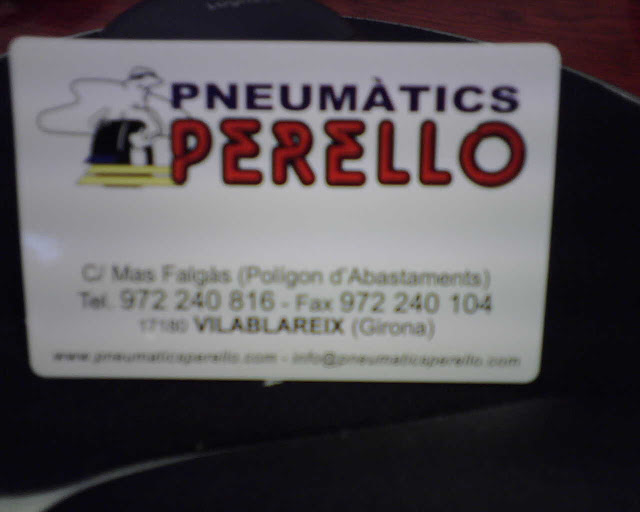 PNEUMÀTICS
PERELLO
C/ Mas Falgàs (Polígon d'Abastaments)
Tel. 972 240 816 - Fax 972 240 104
17180 VILABLAREIX (Girona)
www.pneumaticsperello.com - info@pneumaticsperello.com